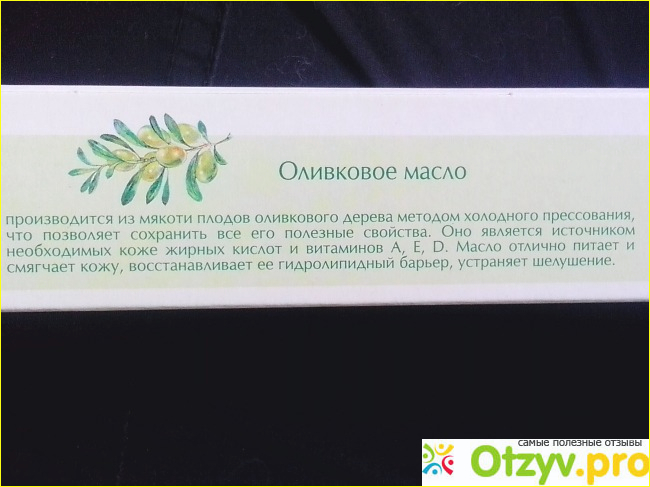 Оливковое масло
производится из мякоти плодов оливкового дерева методом холодного прессования,
что позволяет сохранить все его полезные свойства. Оно является источником
необходимых коже жирных кислот и витаминов А, Е, D. Масло отлично питает и
смягчает кожу, восстанавливает ее гидролипидный барьер, устраняет шелушение.
самые полезные отзывы
Otzyv.pro